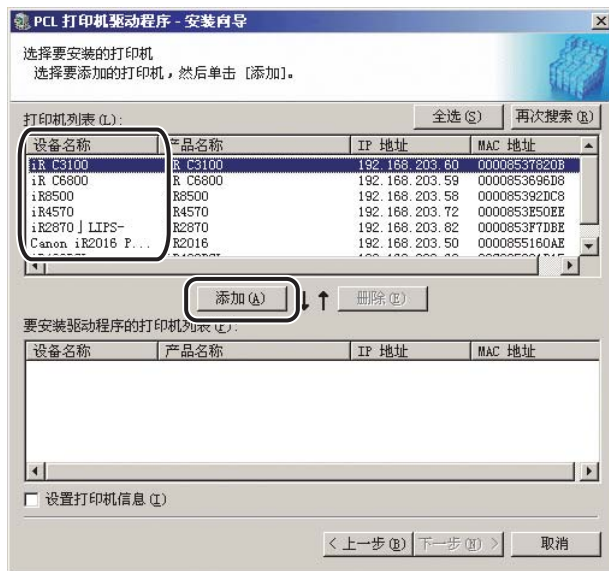 PCL 打印机驱动程序 - 安装向导
选择要安装的打印机
选择要添加的打印机，然后单击 [添加]。
打印机列表(L): 全选(S) 再次搜索(R)
设备名称 产品名称 IP 地址 MAC 地址
iR C3100 R C3100 192.168.203.60 00008537820B
iR C6800 R C6800 192.168.203.59 0000853696D8
iR8500 R8500 192.168.203.58 000085392DC8
iR4570 R4570 192.168.203.72 0000853E50EE
iR2870 ⌋ LIPS- R2870 192.168.203.82 000853F7DBE
Canon iR2016 P... R2016 192.168.203.50 0000855160AE
添加(A) ↓ ↑ 删除(E)
要安装驱动程序的打印机列表(P):
设备名称 产品名称 IP 地址 MAC 地址
设置打印机信息(I)
< 上一步(B) 下一步(N) > 取消